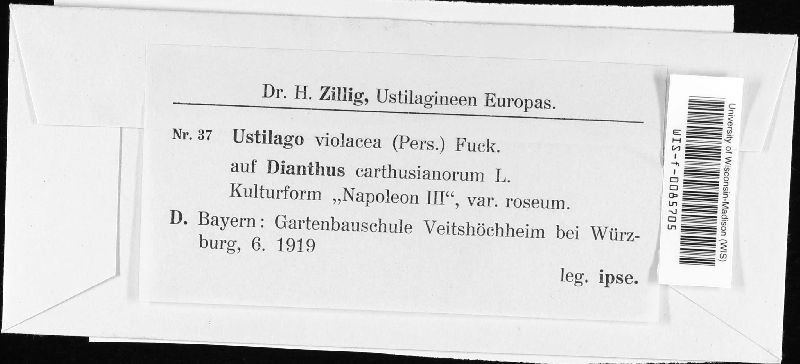 Dr. H. Zillig, Ustilagineen Europas.
Nr. 37 Ustilago violacea (Pers.) Fuck.
auf Dianthus carthusianorum L.
Kulturform „Napoleon III“, var. roseum.
D. Bayern: Gartenbauschule Veitshöchheim bei Würz-
burg, 6. 1919
leg. ipse.
University of Wisconsin-Madison (WIS)
WIS-f-0085705